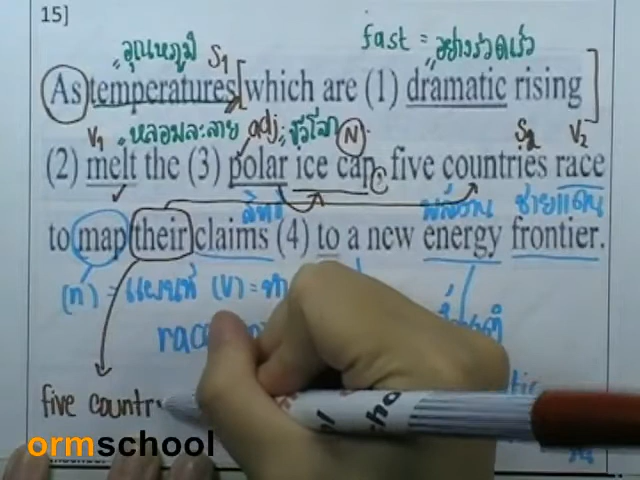 15]
fast = อย่างรวดเร็ว
อุณหภูมิ S1
As temperatures [which are (1) dramatic rising]
V1 หลอมละลาย adj. ขั้วโลก N S2 V2
(2) melt the (3) polar ice cap, five countries race
สิทธิ พลังงาน ชายแดน
to map their claims (4) to a new energy frontier.
(n) = แผนที่ (v) = ทำ
race
five countr
ormschool